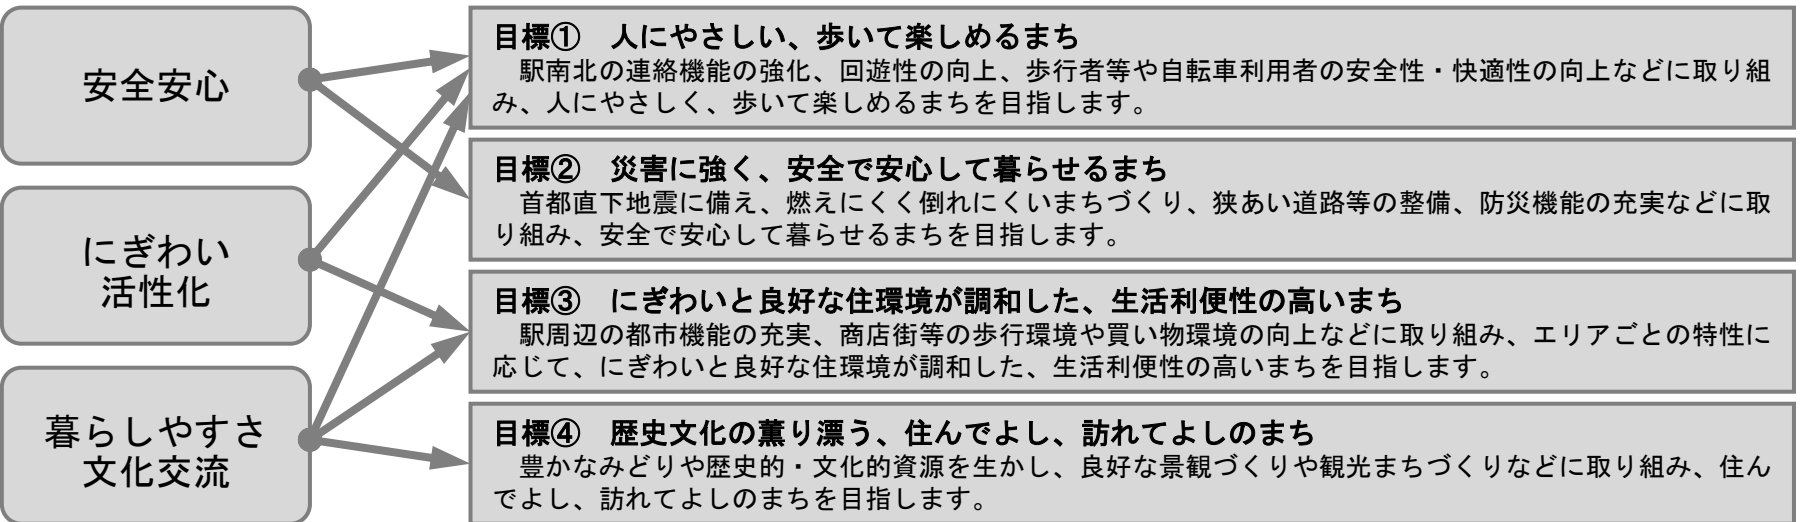 安全安心
にぎわい
活性化
暮らしやすさ
文化交流
目標① 人にやさしい、歩いて楽しめるまち
駅南北の連絡機能の強化、回遊性の向上、歩行者等や自転車利用者の安全性・快適性の向上などに取り組
み、人にやさしく、歩いて楽しめるまちを目指します。
目標② 災害に強く、安全で安心して暮らせるまち
首都直下地震に備え、燃えにくく倒れにくいまちづくり、狭あい道路等の整備、防災機能の充実などに取
り組み、安全で安心して暮らせるまちを目指します。
目標③ にぎわいと良好な住環境が調和した、生活利便性の高いまち
駅周辺の都市機能の充実、商店街等の歩行環境や買い物環境の向上などに取り組み、エリアごとの特性に
応じて、にぎわいと良好な住環境が調和した、生活利便性の高いまちを目指します。
目標④ 歴史文化の薫り漂う、住んでよし、訪れてよしのまち
豊かなみどりや歴史的・文化的資源を生かし、良好な景観づくりや観光まちづくりなどに取り組み、住ん
でよし、訪れてよしのまちを目指します。